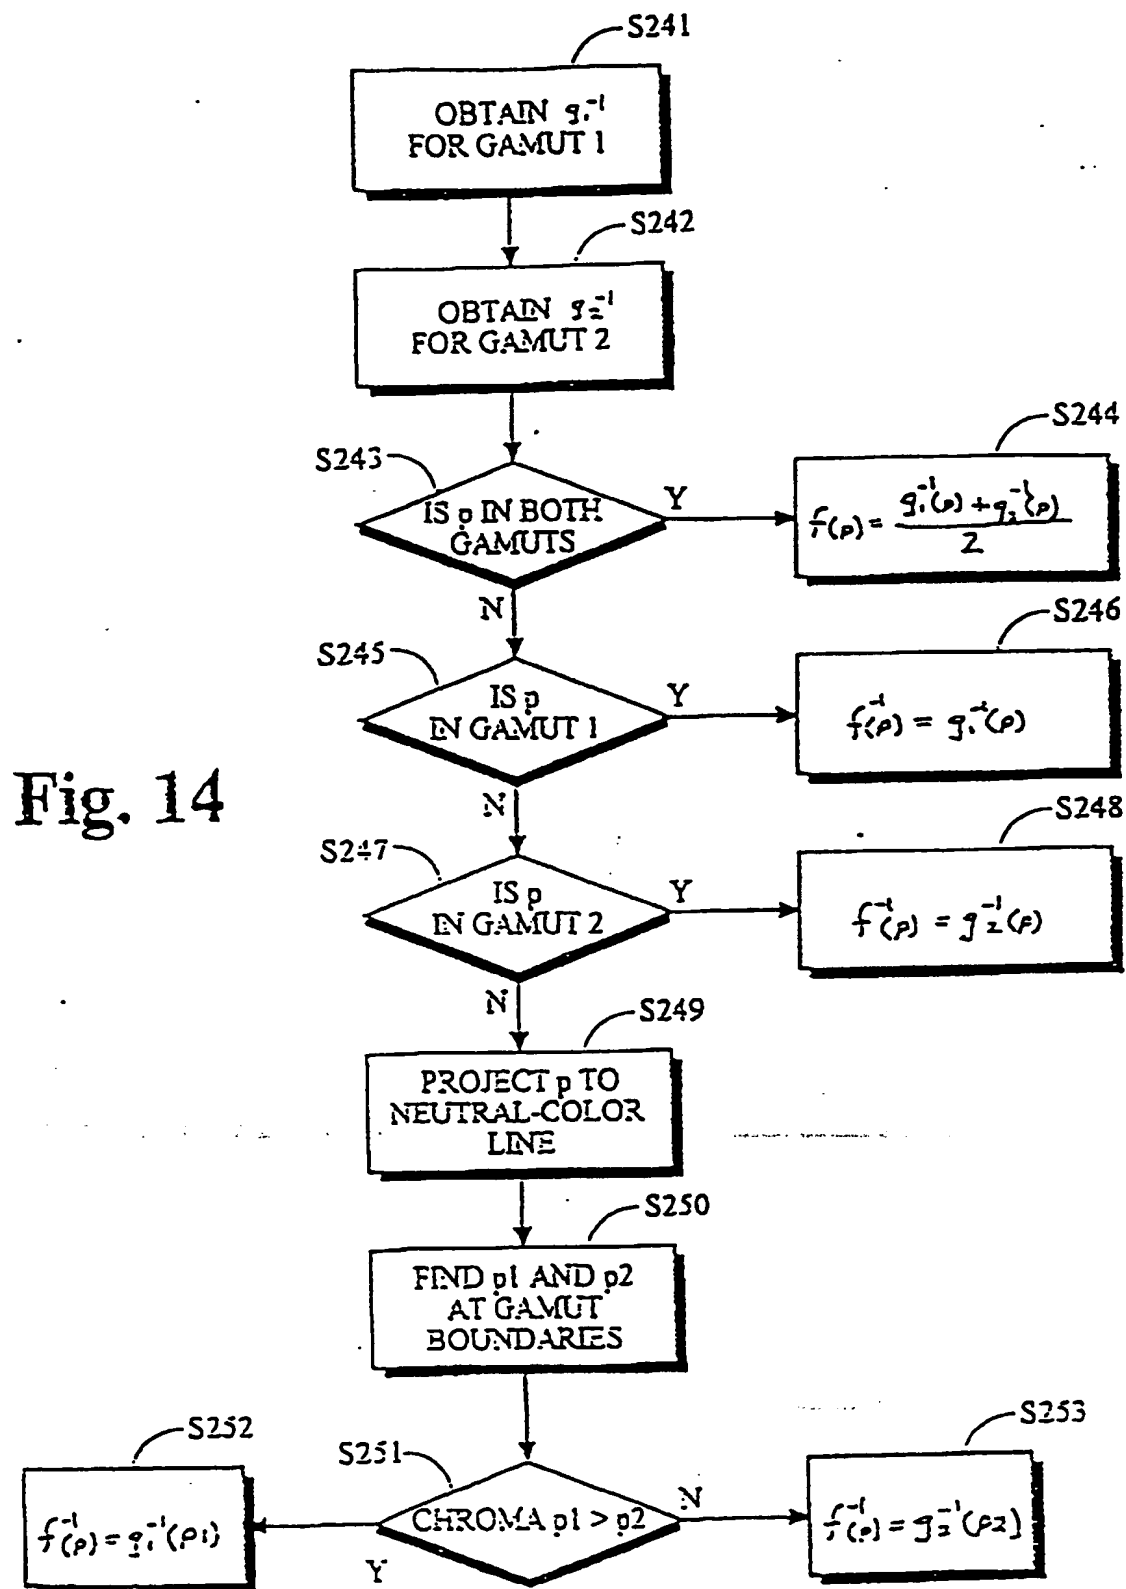 S241
OBTAIN g₁⁻¹
FOR GAMUT 1
S242
OBTAIN g₂⁻¹
FOR GAMUT 2
S243
IS p IN BOTH
GAMUTS
Y
N
S244
f(p) = (g₁⁻¹(p) + g₂⁻¹(p)) / 2
S245
IS p
IN GAMUT 1
Y
N
S246
f⁻¹(p) = g₁⁻¹(p)
Fig. 14
S247
IS p
IN GAMUT 2
Y
N
S248
f⁻¹(p) = g₂⁻¹(p)
S249
PROJECT p TO
NEUTRAL-COLOR
LINE
S250
FIND p1 AND p2
AT GAMUT
BOUNDARIES
S251
CHROMA p1 > p2
Y
N
S252
f⁻¹(p) = g₁⁻¹(p1)
S253
f⁻¹(p) = g₂⁻¹(p2)